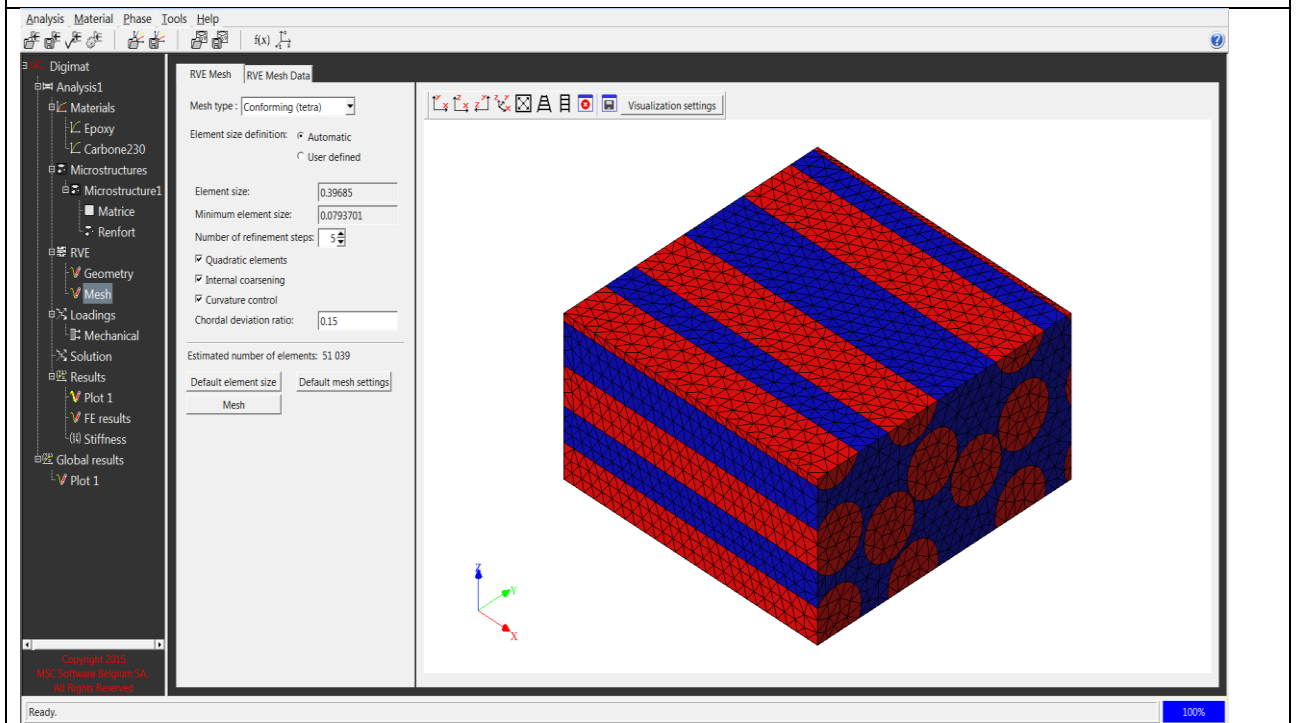 Analysis Material Phase Tools Help
f(x)
Digimat
Analysis1
Materials
Epoxy
Carbone230
Microstructures
Microstructure1
Matrice
Renfort
RVE
Geometry
Mesh
Loadings
Mechanical
Solution
Results
Plot 1
FE results
Stiffness
Global results
Plot 1
Copyright 2015
MSC Software Belgium SA
All Rights Reserved
RVE Mesh RVE Mesh Data
Mesh type : Conforming (tetra)
Element size definition: Automatic
User defined
Element size: 0.39685
Minimum element size: 0.0793701
Number of refinement steps: 5
Quadratic elements
Internal coarsening
Curvature control
Chordal deviation ratio: 0.15
Estimated number of elements: 51 039
Default element size Default mesh settings
Mesh
Visualization settings
Z
Y
X
Ready. 100%